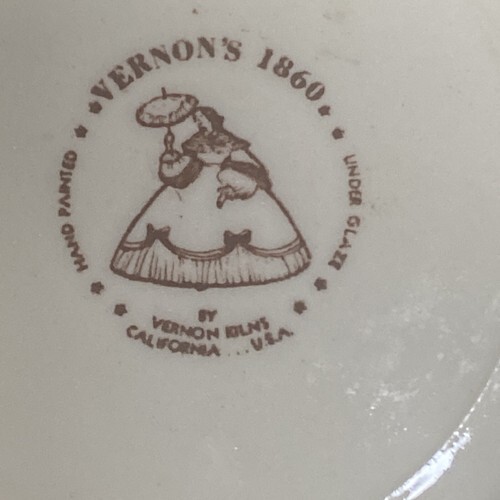 VERNON'S 1860
HAND PAINTED
UNDER GLAZE
BY
VERNON KILNS
CALIFORNIA ... U.S.A.